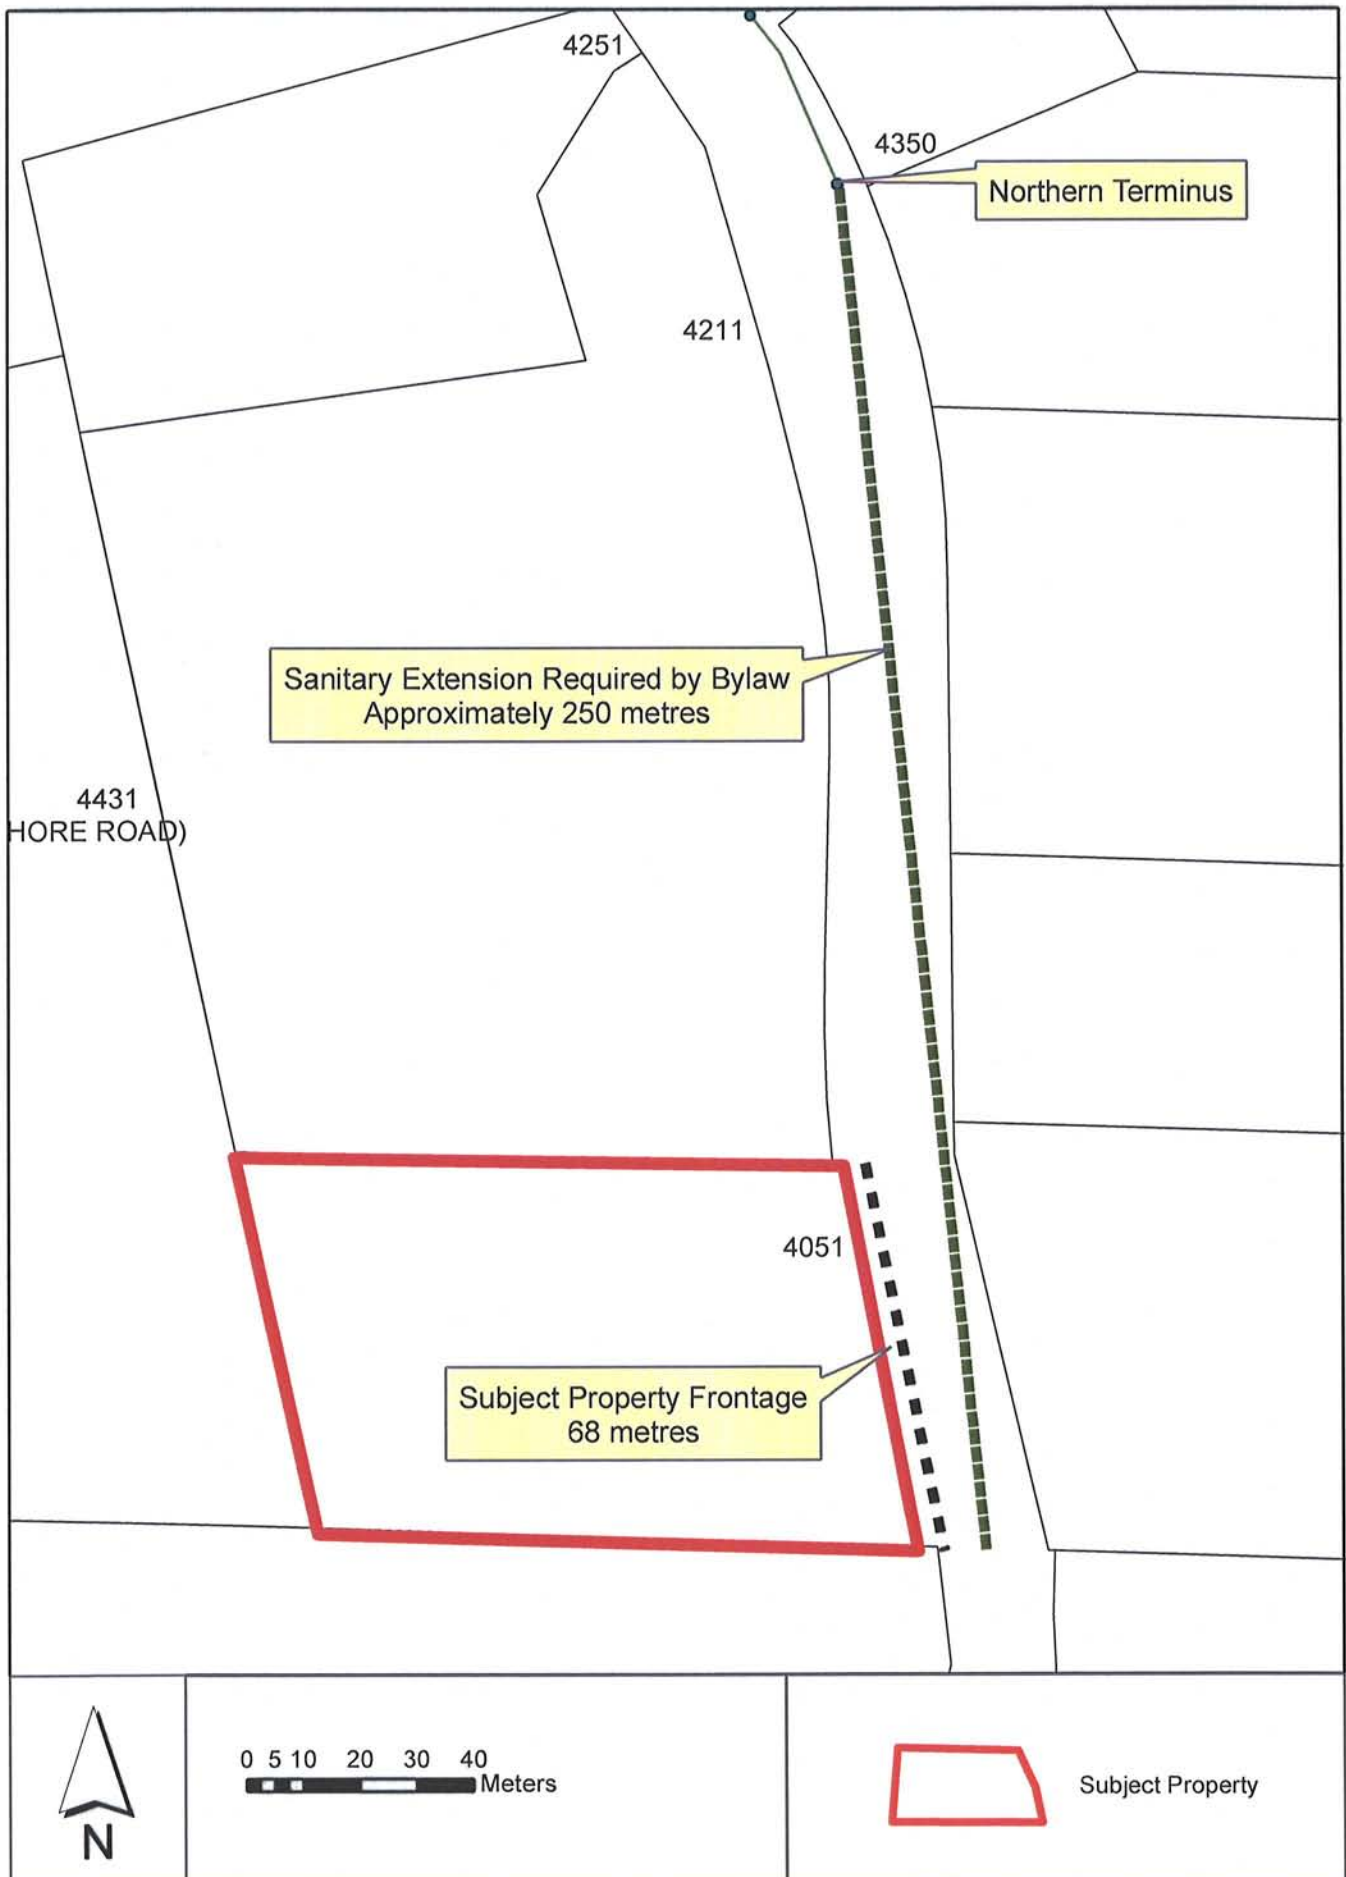 4251
4350
Northern Terminus
4211
Sanitary Extension Required by Bylaw
Approximately 250 metres
4431
HORE ROAD)
4051
Subject Property Frontage
68 metres
N
0 5 10 20 30 40
Meters
Subject Property